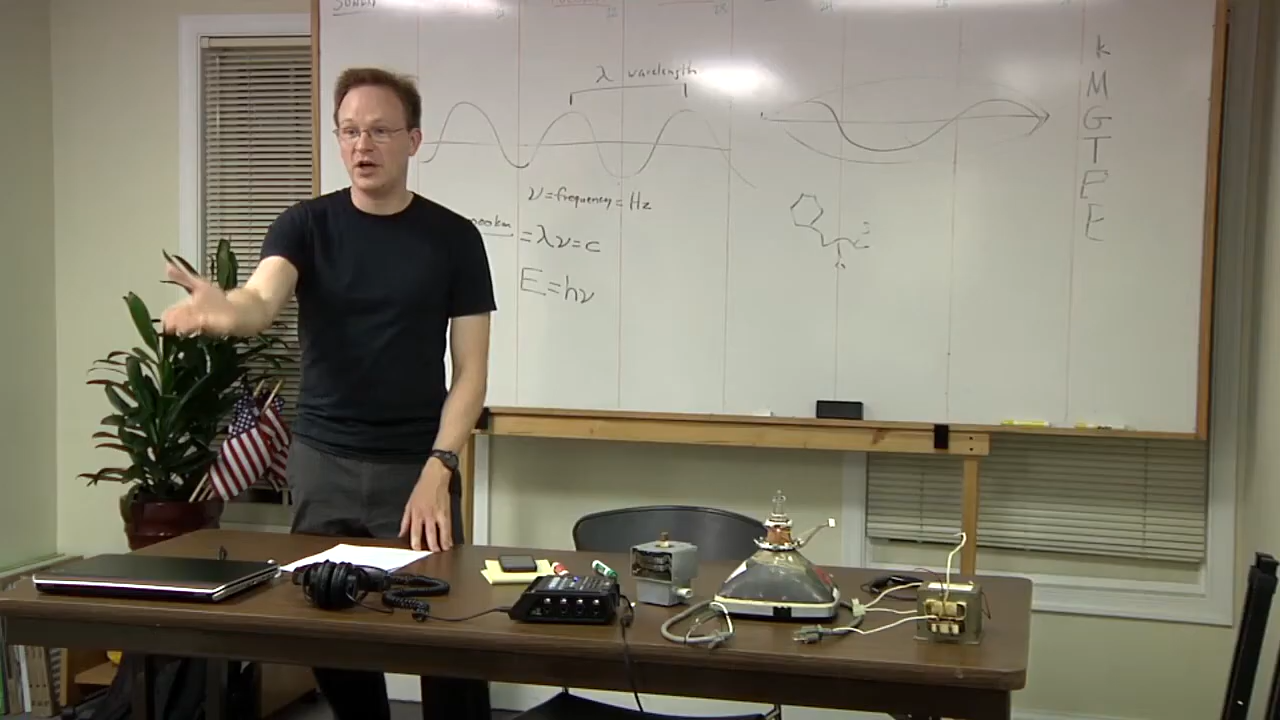 λ wavelength
ν = frequency = Hz
= λν = c
E = hν
k
M
G
T
P
E